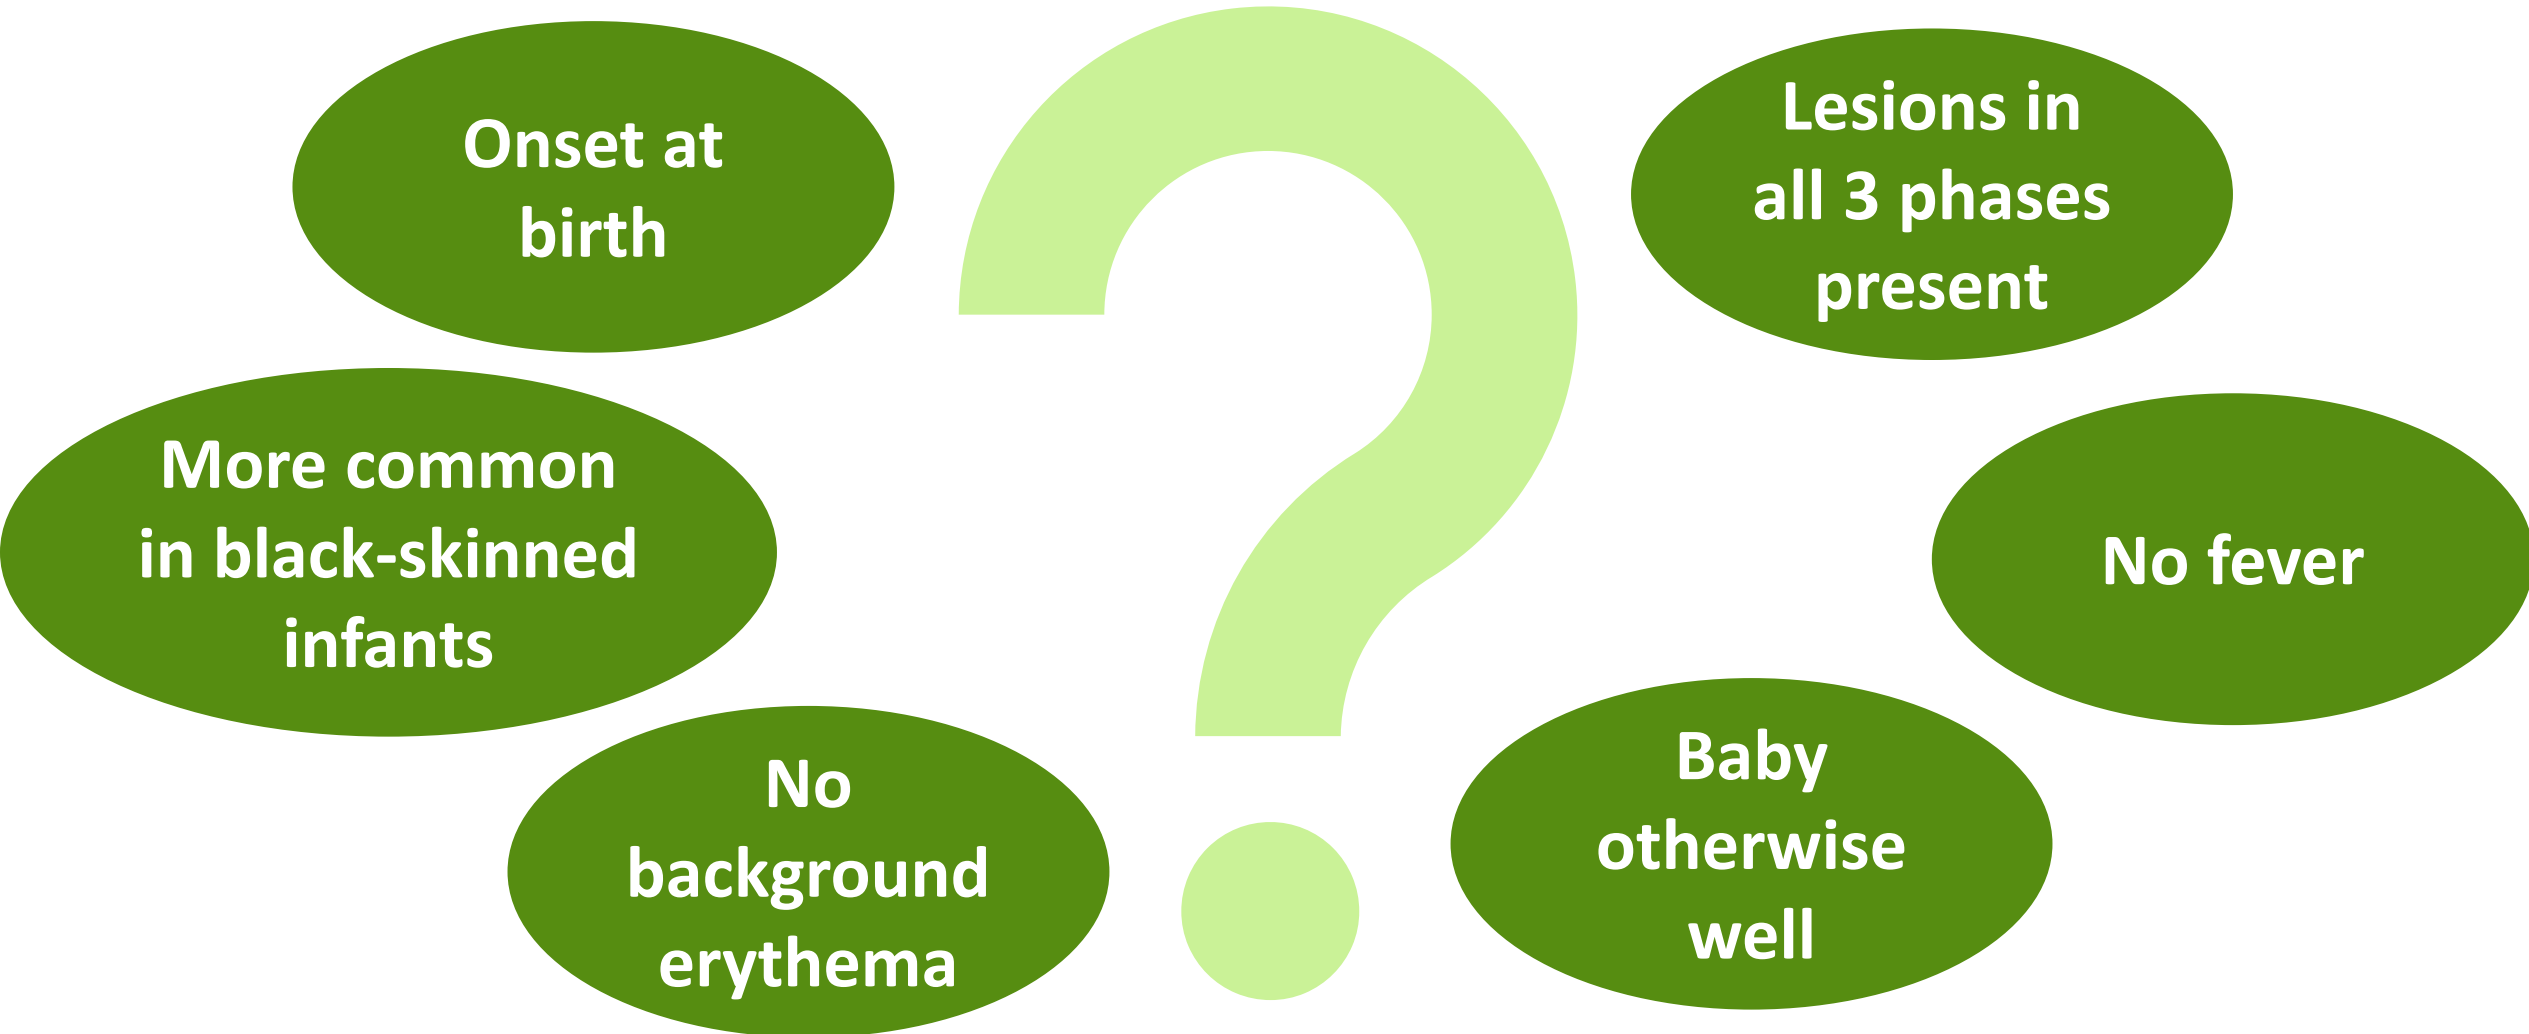 Onset at
birth
More common
in black-skinned
infants
No
background
erythema
Lesions in
all 3 phases
present
No fever
Baby
otherwise
well